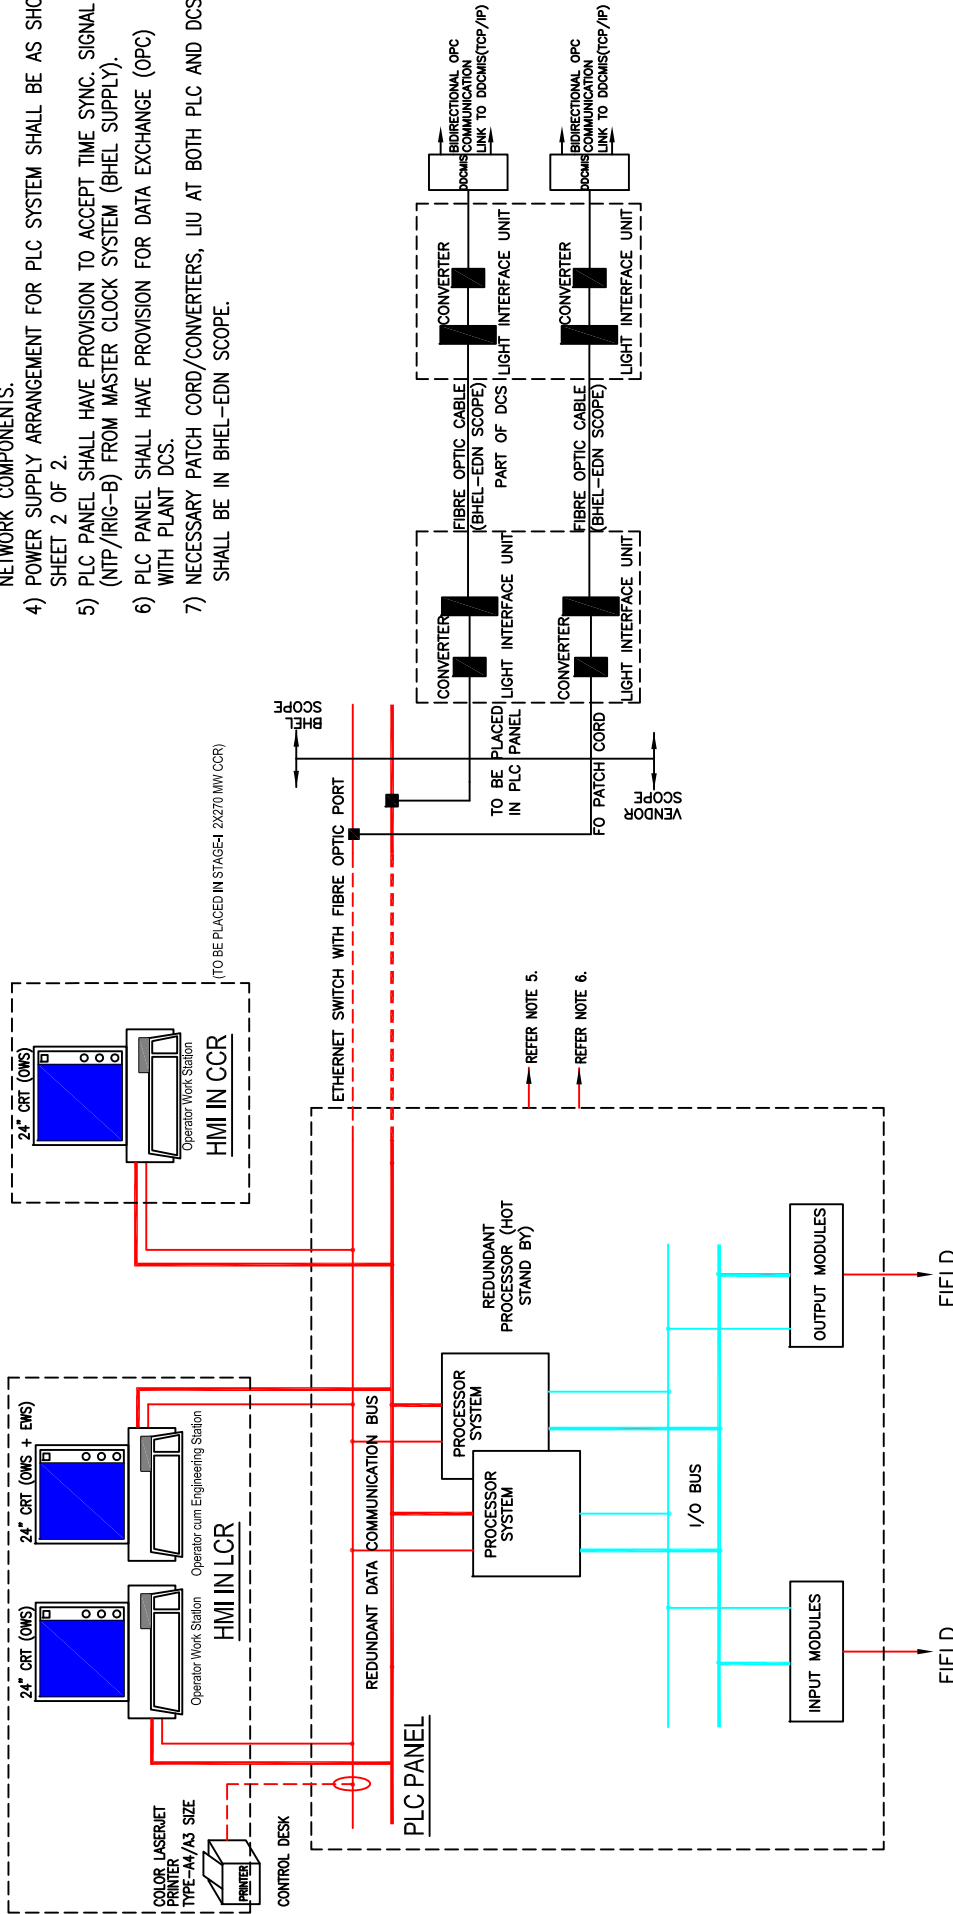 NETWORK COMPONENTS.
4) POWER SUPPLY ARRANGEMENT FOR PLC SYSTEM SHALL BE AS
SHEET 2 OF 2.
5) PLC PANEL SHALL HAVE PROVISION TO ACCEPT TIME SYNC. SIGNAL
(NTP/IRIG-B) FROM MASTER CLOCK SYSTEM (BHEL SUPPLY).
6) PLC PANEL SHALL HAVE PROVISION FOR DATA EXCHANGE (OPC)
WITH PLANT DCS.
7) NECESSARY PATCH CORD/CONVERTERS, LIU AT BOTH PLC AND DCS
SHALL BE IN BHEL-EDN SCOPE.
24" CRT (OWS)
Operator Work Station
24" CRT (OWS + EWS)
Operator cum Engineering Station
HMI IN LCR
24" CRT (OWS)
Operator Work Station
HMI IN CCR
(TO BE PLACED IN STAGE-I 2X270 MW CCR)
COLOR LASERJET
PRINTER
TYPE-A4/A3 SIZE
PRINTER
CONTROL DESK
REDUNDANT DATA COMMUNICATION BUS
ETHERNET SWITCH WITH FIBRE OPTIC PORT
PLC PANEL
PROCESSOR
SYSTEM
PROCESSOR
SYSTEM
REDUNDANT
PROCESSOR (HOT
STAND BY)
I/O BUS
INPUT MODULES
OUTPUT MODULES
FIELD
FIELD
REFER NOTE 5.
REFER NOTE 6.
BHEL
SCOPE
VENDOR
SCOPE
TO BE PLACED
IN PLC PANEL
FO PATCH CORD
CONVERTER
LIGHT INTERFACE UNIT
CONVERTER
LIGHT INTERFACE UNIT
FIBRE OPTIC CABLE
(BHEL-EDN SCOPE)
PART OF DCS
FIBRE OPTIC CABLE
(BHEL-EDN SCOPE)
CONVERTER
LIGHT INTERFACE UNIT
CONVERTER
LIGHT INTERFACE UNIT
DDCMIS
BIDIRECTIONAL OPC
COMMUNICATION
LINK TO DDCMIS(TCP/IP)
DDCMIS
BIDIRECTIONAL OPC
COMMUNICATION
LINK TO DDCMIS(TCP/IP)